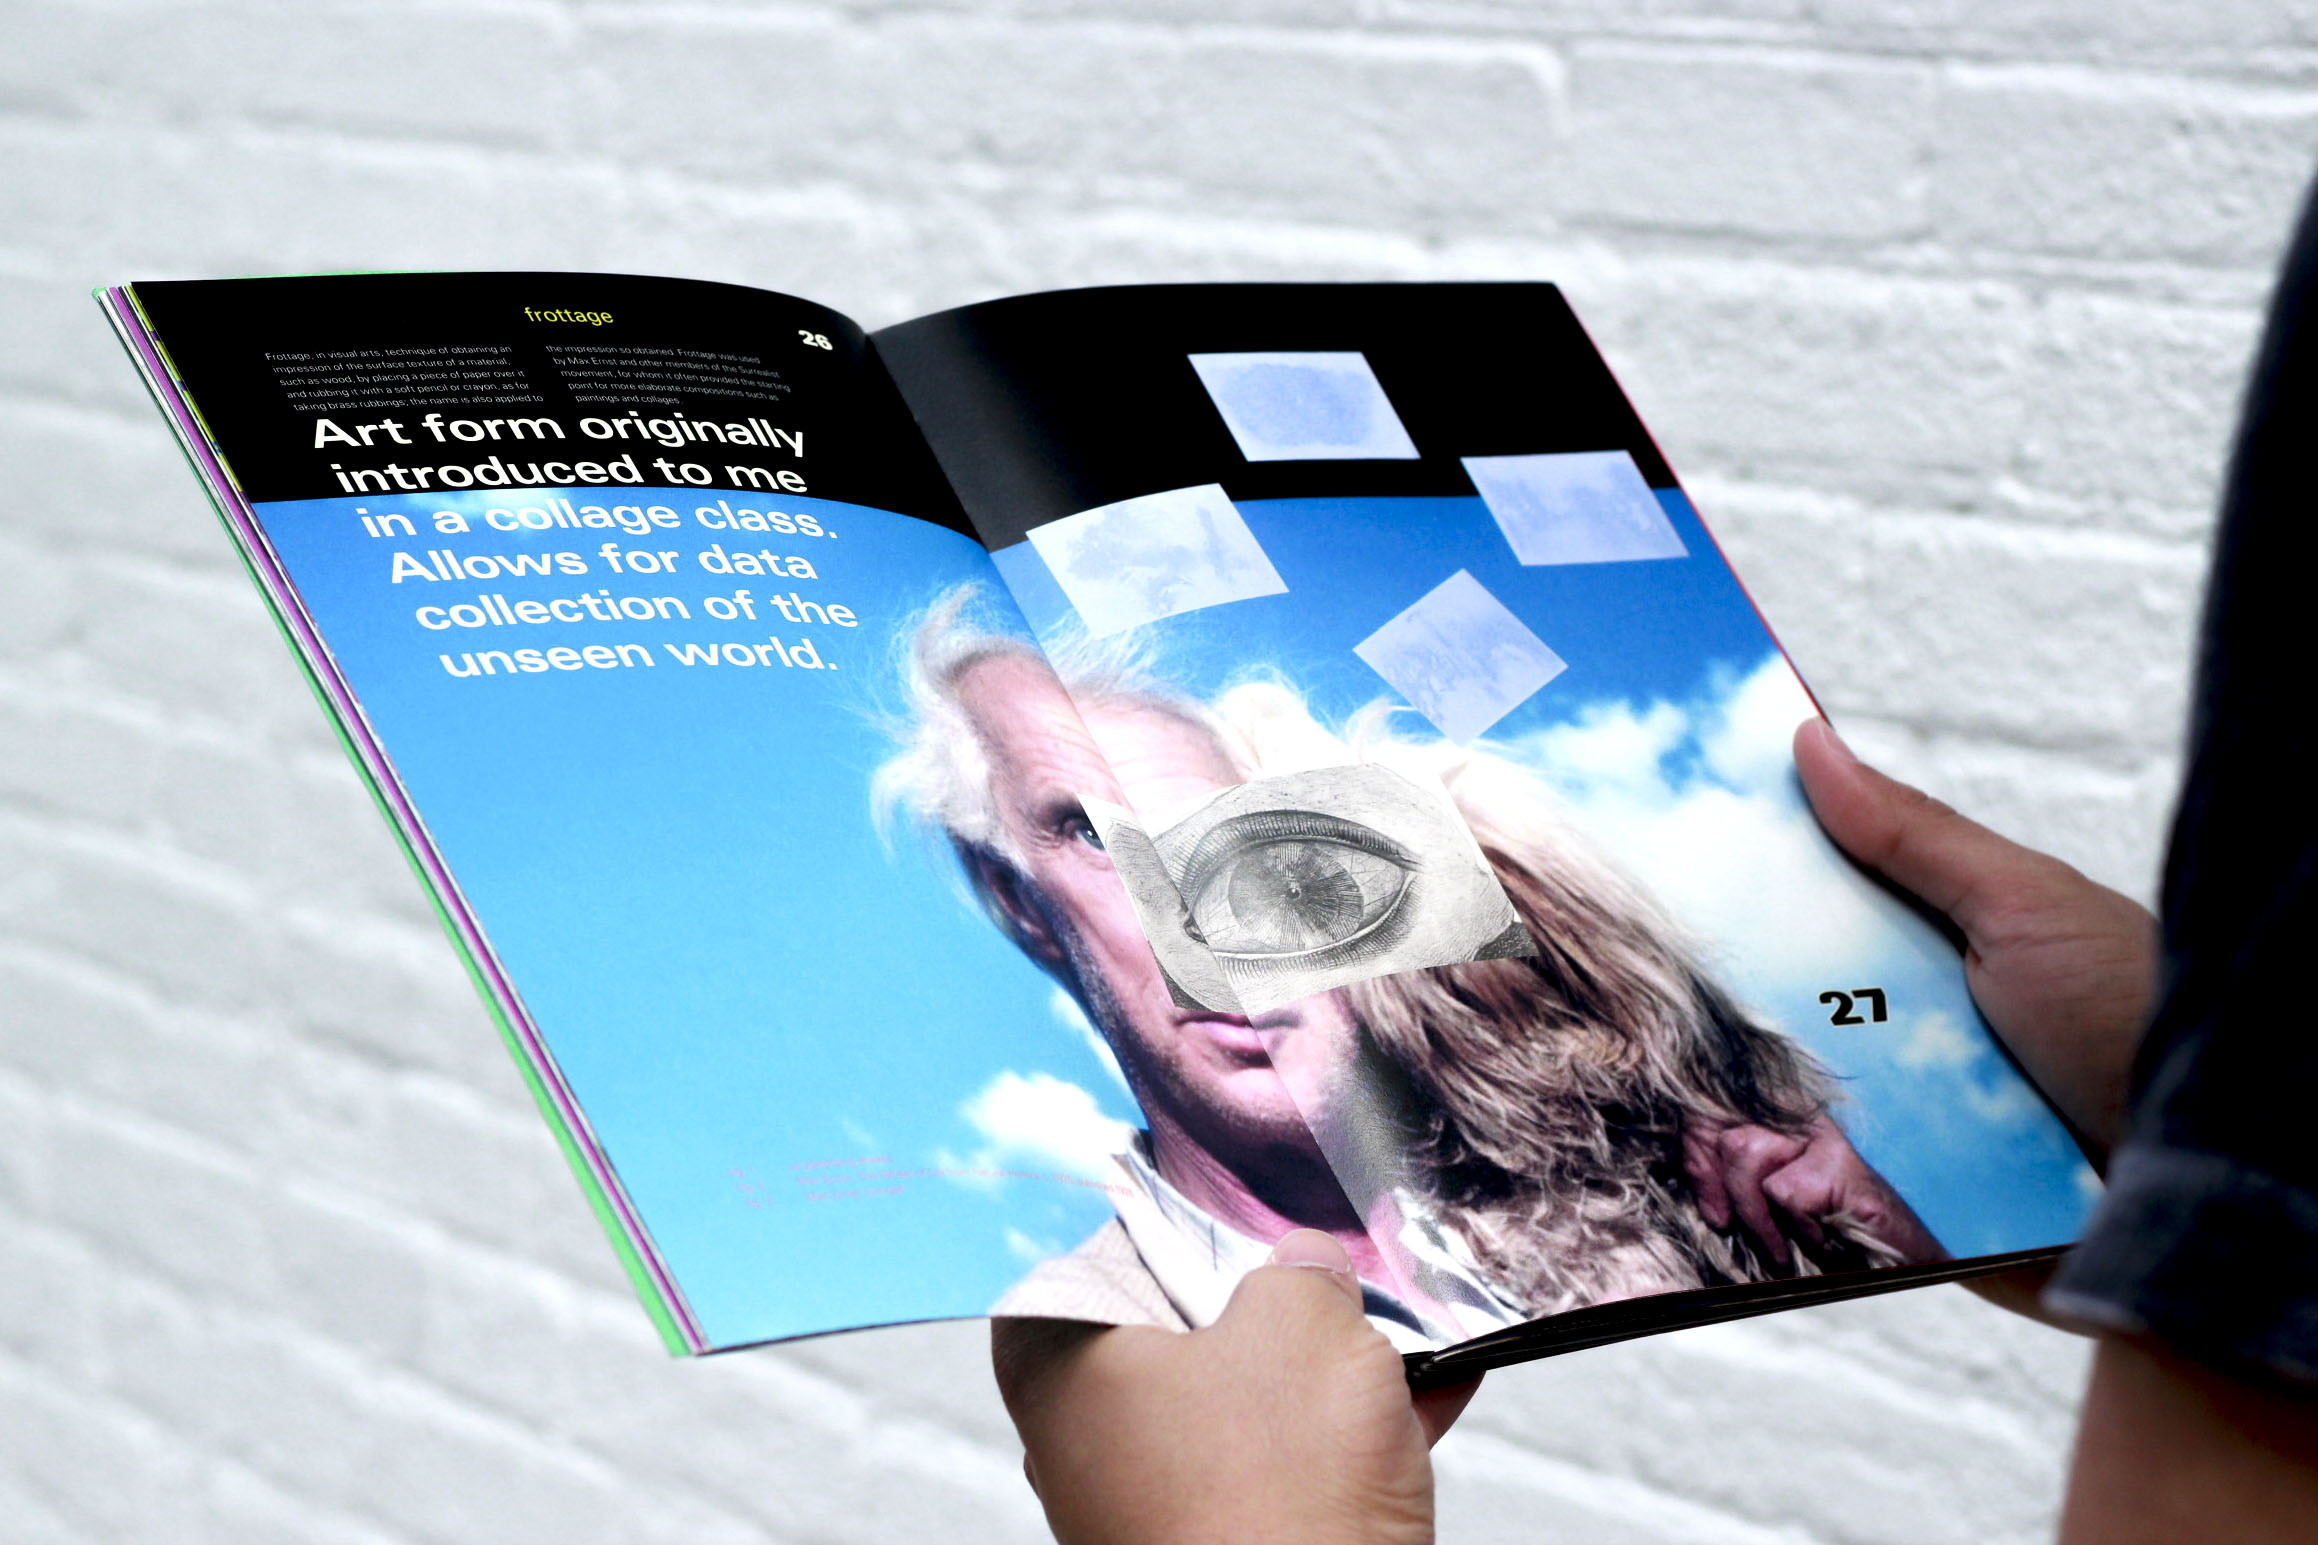 frottage
26
Frottage, in visual arts, technique of obtaining an
impression of the surface texture of a material,
such as wood, by placing a piece of paper over it
and rubbing it with a soft pencil or crayon, as for
taking brass rubbings; the name is also applied to
the impression so obtained. Frottage was used
by Max Ernst and other members of the Surrealist
movement, for whom it often provided the starting
point for more elaborate compositions such as
paintings and collages.
Art form originally
introduced to me
in a collage class.
Allows for data
collection of the
unseen world.
27